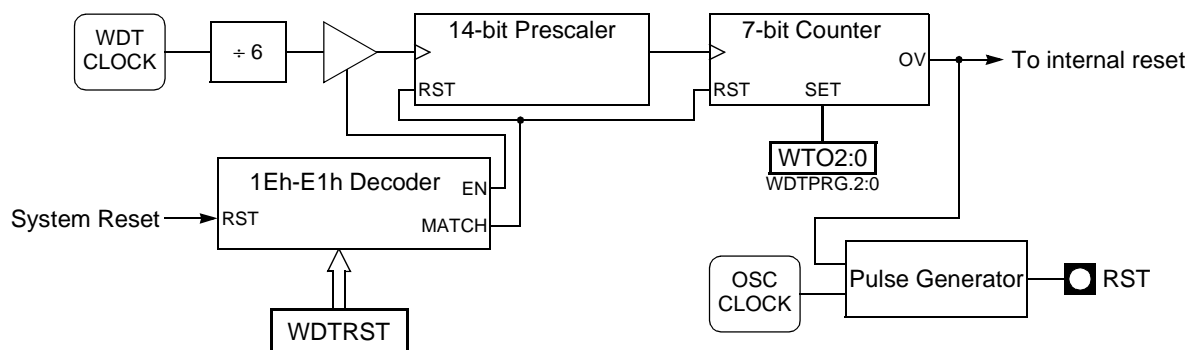 WDT
CLOCK
÷ 6
14-bit Prescaler
RST
7-bit Counter
OV
RST
SET
To internal reset
WTO2:0
WDTPRG.2:0
1Eh-E1h Decoder
EN
System Reset
RST
MATCH
WDTRST
OSC
CLOCK
Pulse Generator
RST